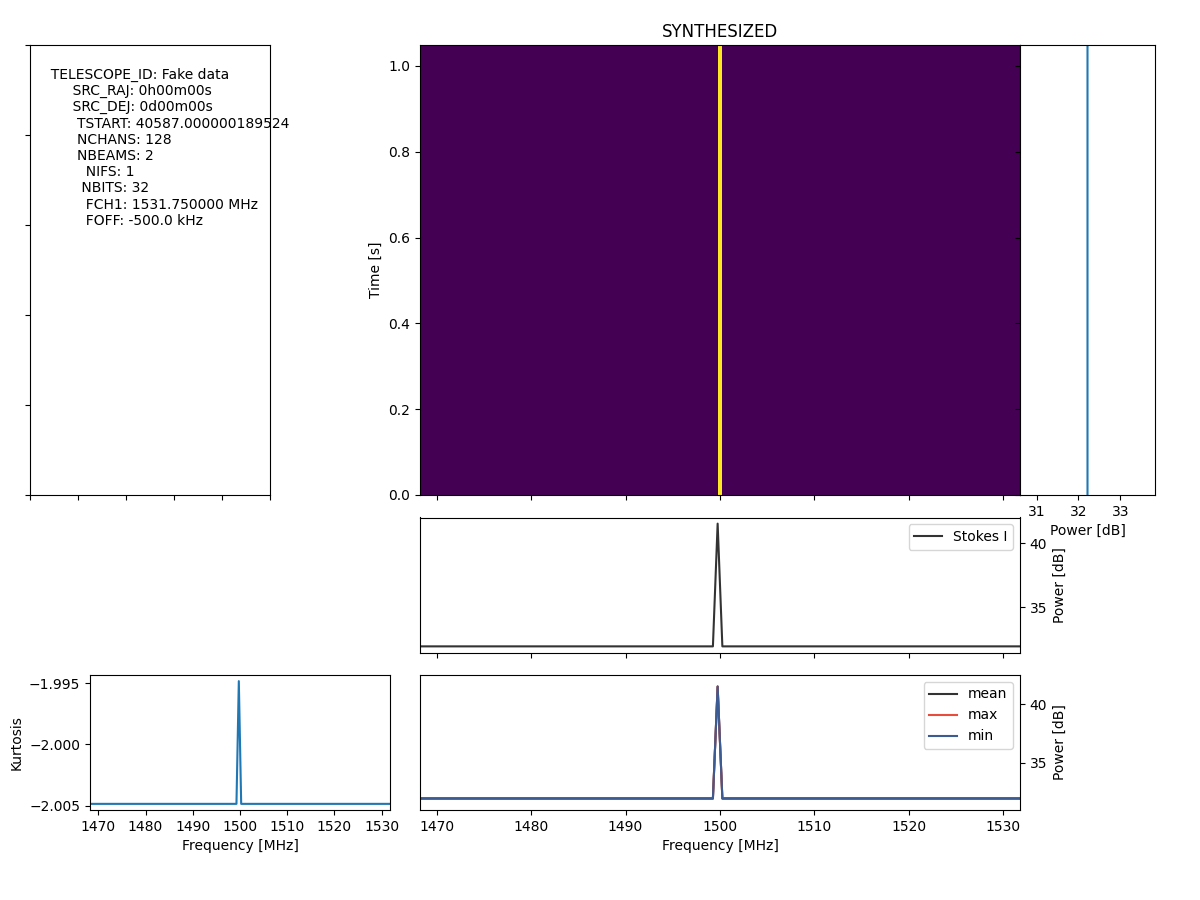 SYNTHESIZED
TELESCOPE_ID: Fake data
SRC_RAJ: 0h00m00s
SRC_DEJ: 0d00m00s
TSTART: 40587.000000189524
NCHANS: 128
NBEAMS: 2
NIFS: 1
NBITS: 32
FCH1: 1531.750000 MHz
FOFF: -500.0 kHz
Time [s]
1.0
0.8
0.6
0.4
0.2
0.0
31 32 33
Power [dB]
Stokes I
40
35
Power [dB]
Kurtosis
−1.995
−2.000
−2.005
1470 1480 1490 1500 1510 1520 1530
Frequency [MHz]
mean
max
min
40
35
Power [dB]
1470 1480 1490 1500 1510 1520 1530
Frequency [MHz]